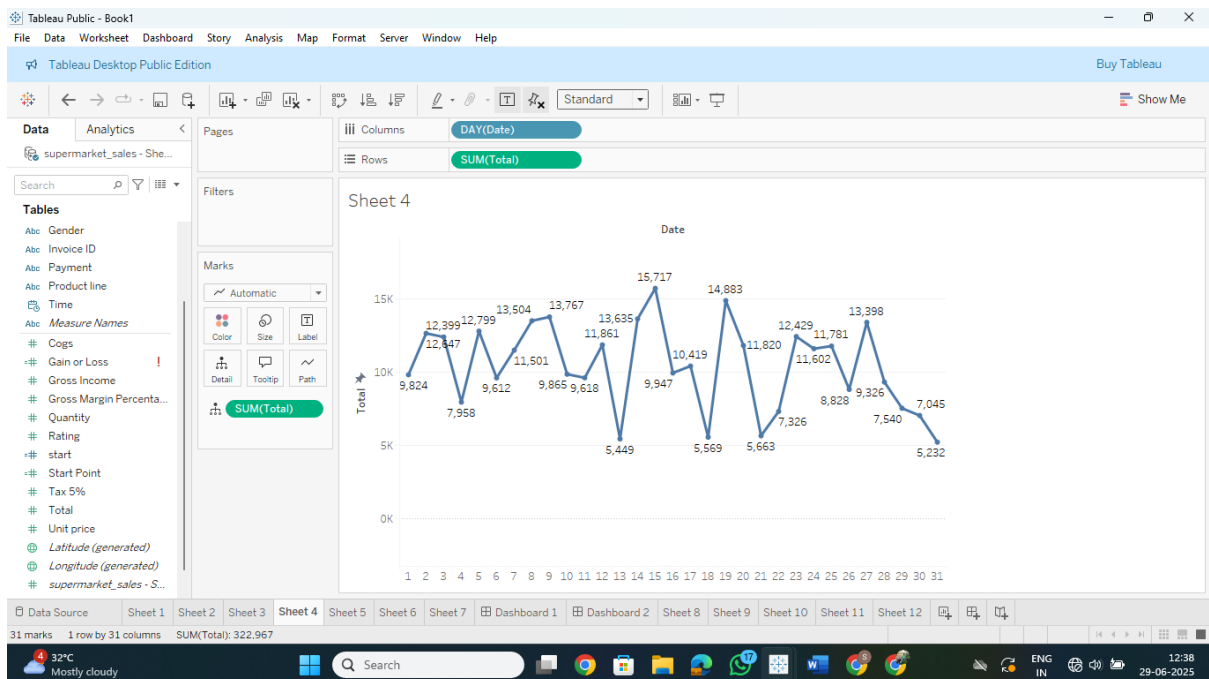 Tableau Public - Book1
File Data Worksheet Dashboard Story Analysis Map Format Server Window Help
Tableau Desktop Public Edition
Buy Tableau
Standard
Show Me
Data Analytics
supermarket_sales - She...
Search
Tables
Abc Gender
Abc Invoice ID
Abc Payment
Abc Product line
Time
Abc Measure Names
# Cogs
=# Gain or Loss !
# Gross Income
# Gross Margin Percenta...
# Quantity
# Rating
=# start
=# Start Point
# Tax 5%
# Total
# Unit price
Latitude (generated)
Longitude (generated)
# supermarket_sales - S...
Pages
Filters
Marks
Automatic
Color Size Label
Detail Tooltip Path
SUM(Total)
Columns DAY(Date)
Rows SUM(Total)
Sheet 4
Date
Total
15K
10K
5K
0K
9,824
12,647
12,399
7,958
12,799
9,612
11,501
13,504
13,767
9,865
9,618
11,861
5,449
13,635
15,717
9,947
10,419
5,569
14,883
11,820
5,663
7,326
12,429
11,602
11,781
8,828
13,398
9,326
7,540
7,045
5,232
1 2 3 4 5 6 7 8 9 10 11 12 13 14 15 16 17 18 19 20 21 22 23 24 25 26 27 28 29 30 31
Data Source Sheet 1 Sheet 2 Sheet 3 Sheet 4 Sheet 5 Sheet 6 Sheet 7 Dashboard 1 Dashboard 2 Sheet 8 Sheet 9 Sheet 10 Sheet 11 Sheet 12
31 marks 1 row by 31 columns SUM(Total): 322,967
4
32°C
Mostly cloudy
Search
17
S
ENG
IN
12:38
29-06-2025